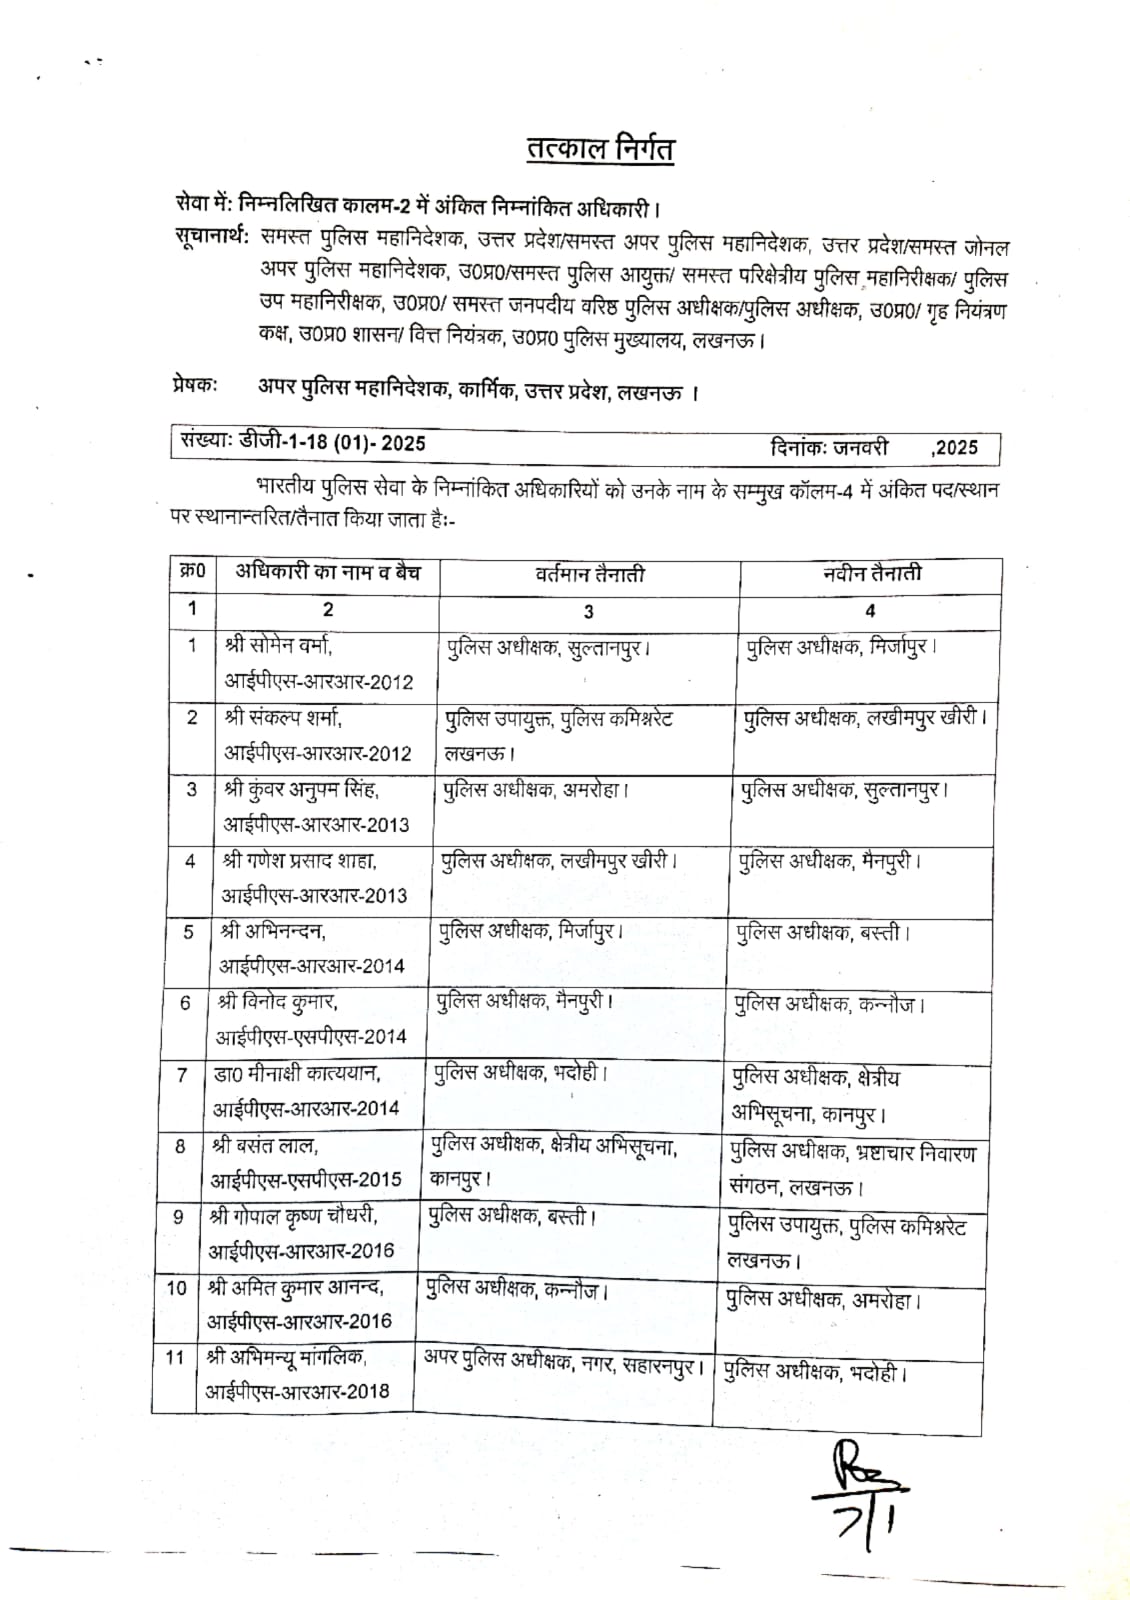 तत्काल निर्गत
सेवा में: निम्नलिखित कालम-2 में अंकित निम्नांकित अधिकारी।
सूचनार्थ: समस्त पुलिस महानिदेशक, उत्तर प्रदेश/समस्त अपर पुलिस महानिदेशक, उत्तर प्रदेश/समस्त जोनल
अपर पुलिस महानिदेशक, उ0प्र0/समस्त पुलिस आयुक्त/ समस्त परिक्षेत्रीय पुलिस महानिरीक्षक/ पुलिस
उप महानिरीक्षक, उ0प्र0/ समस्त जनपदीय वरिष्ठ पुलिस अधीक्षक/पुलिस अधीक्षक, उ0प्र0/ गृह नियंत्रण
कक्ष, उ0प्र0 शासन/ वित्त नियंत्रक, उ0प्र0 पुलिस मुख्यालय, लखनऊ।
प्रेषक: अपर पुलिस महानिदेशक, कार्मिक, उत्तर प्रदेश, लखनऊ ।
संख्या: डीजी-1-18 (01)- 2025 दिनांक: जनवरी ,2025
भारतीय पुलिस सेवा के निम्नांकित अधिकारियों को उनके नाम के सम्मुख कॉलम-4 में अंकित पद/स्थान
पर स्थानान्तरित/तैनात किया जाता है:-
क्र0 अधिकारी का नाम व बैच वर्तमान तैनाती नवीन तैनाती
1 2 3 4
1 श्री सोमेन वर्मा, पुलिस अधीक्षक, सुल्तानपुर। पुलिस अधीक्षक, मिर्जापुर।
आईपीएस-आरआर-2012
2 श्री संकल्प शर्मा, पुलिस उपायुक्त, पुलिस कमिश्नरेट पुलिस अधीक्षक, लखीमपुर खीरी।
आईपीएस-आरआर-2012 लखनऊ।
3 श्री कुंवर अनुपम सिंह, पुलिस अधीक्षक, अमरोहा। पुलिस अधीक्षक, सुल्तानपुर।
आईपीएस-आरआर-2013
4 श्री गणेश प्रसाद शाहा, पुलिस अधीक्षक, लखीमपुर खीरी। पुलिस अधीक्षक, मैनपुरी।
आईपीएस-आरआर-2013
5 श्री अभिनन्दन, पुलिस अधीक्षक, मिर्जापुर। पुलिस अधीक्षक, बस्ती।
आईपीएस-आरआर-2014
6 श्री विनोद कुमार, पुलिस अधीक्षक, मैनपुरी। पुलिस अधीक्षक, कन्नौज।
आईपीएस-एसपीएस-2014
7 डा0 मीनाक्षी कात्ययान, पुलिस अधीक्षक, भदोही। पुलिस अधीक्षक, क्षेत्रीय
आईपीएस-आरआर-2014 अभिसूचना, कानपुर।
8 श्री बसंत लाल, पुलिस अधीक्षक, क्षेत्रीय अभिसूचना, पुलिस अधीक्षक, भ्रष्टाचार निवारण
आईपीएस-एसपीएस-2015 कानपुर। संगठन, लखनऊ।
9 श्री गोपाल कृष्ण चौधरी, पुलिस अधीक्षक, बस्ती। पुलिस उपायुक्त, पुलिस कमिश्नरेट
आईपीएस-आरआर-2016 लखनऊ।
10 श्री अमित कुमार आनन्द, पुलिस अधीक्षक, कन्नौज। पुलिस अधीक्षक, अमरोहा।
आईपीएस-आरआर-2016
11 श्री अभिमन्यू मांगलिक, अपर पुलिस अधीक्षक, नगर, सहारनपुर। पुलिस अधीक्षक, भदोही।
आईपीएस-आरआर-2018
7/1